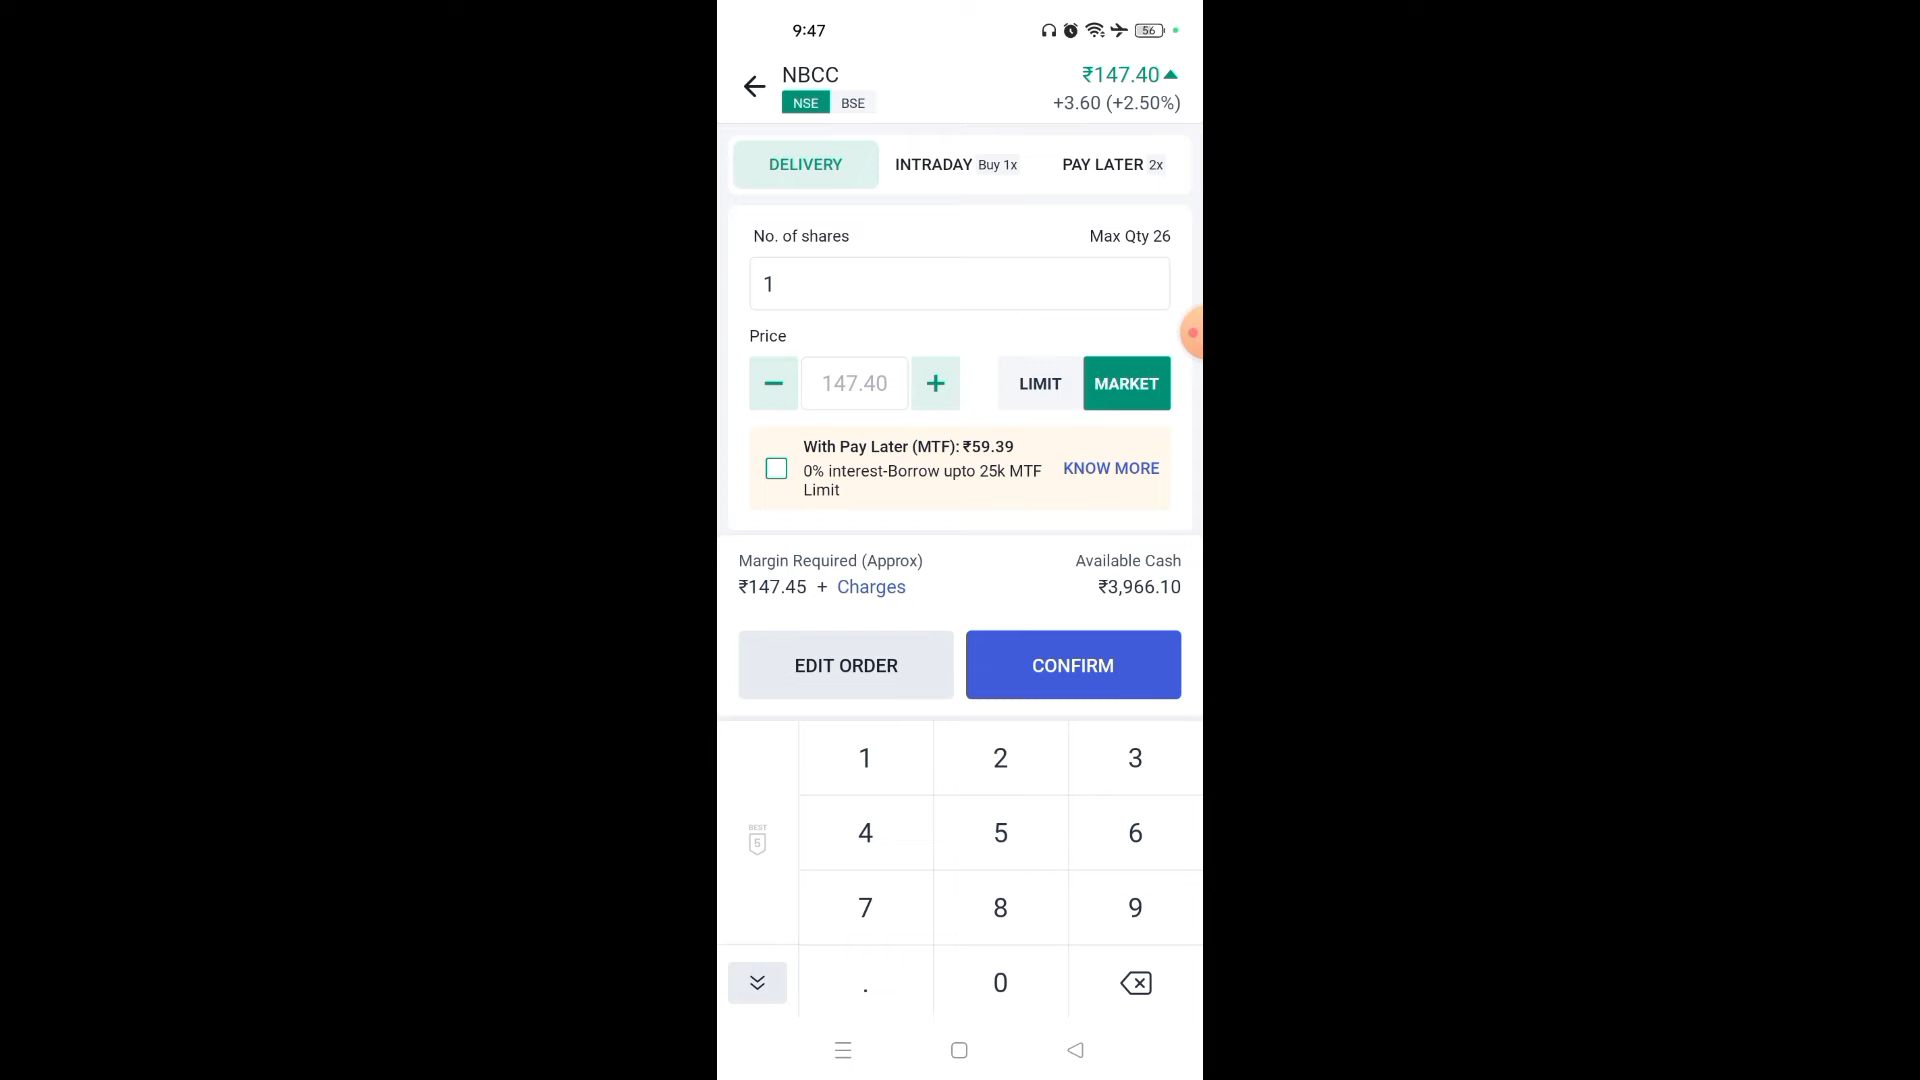 9:47
56
NBCC
₹147.40
NSE BSE
+3.60 (+2.50%)
DELIVERY INTRADAY Buy 1x PAY LATER 2x
No. of shares Max Qty 26
1
Price
147.40 LIMIT MARKET
With Pay Later (MTF): ₹59.39
0% interest-Borrow upto 25k MTF
Limit
KNOW MORE
Margin Required (Approx) Available Cash
₹147.45 + Charges ₹3,966.10
EDIT ORDER CONFIRM
1 2 3
BEST
5
4 5 6
7 8 9
. 0